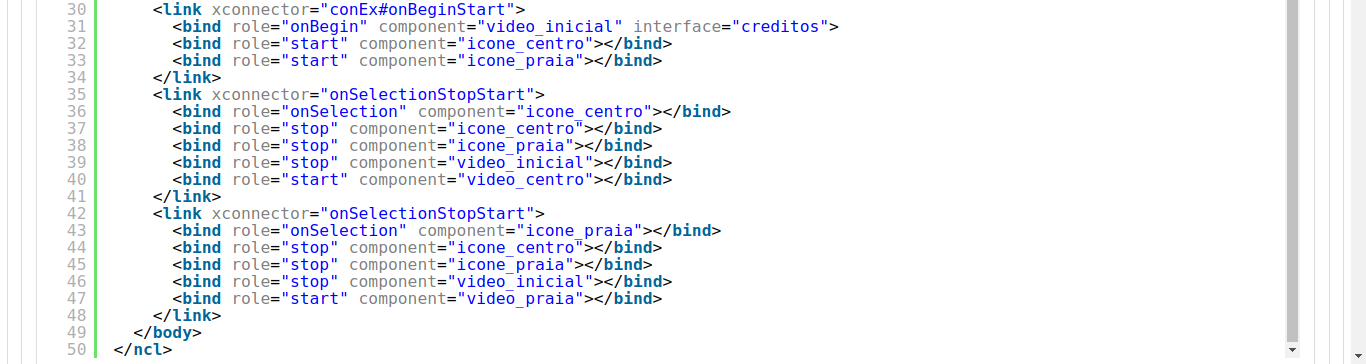 30 <link xconnector="conEx#onBeginStart">
31 <bind role="onBegin" component="video_inicial" interface="creditos">
32 <bind role="start" component="icone_centro"></bind>
33 <bind role="start" component="icone_praia"></bind>
34 </link>
35 <link xconnector="onSelectionStopStart">
36 <bind role="onSelection" component="icone_centro"></bind>
37 <bind role="stop" component="icone_centro"></bind>
38 <bind role="stop" component="icone_praia"></bind>
39 <bind role="stop" component="video_inicial"></bind>
40 <bind role="start" component="video_centro"></bind>
41 </link>
42 <link xconnector="onSelectionStopStart">
43 <bind role="onSelection" component="icone_praia"></bind>
44 <bind role="stop" component="icone_centro"></bind>
45 <bind role="stop" component="icone_praia"></bind>
46 <bind role="stop" component="video_inicial"></bind>
47 <bind role="start" component="video_praia"></bind>
48 </link>
49 </body>
50 </ncl>